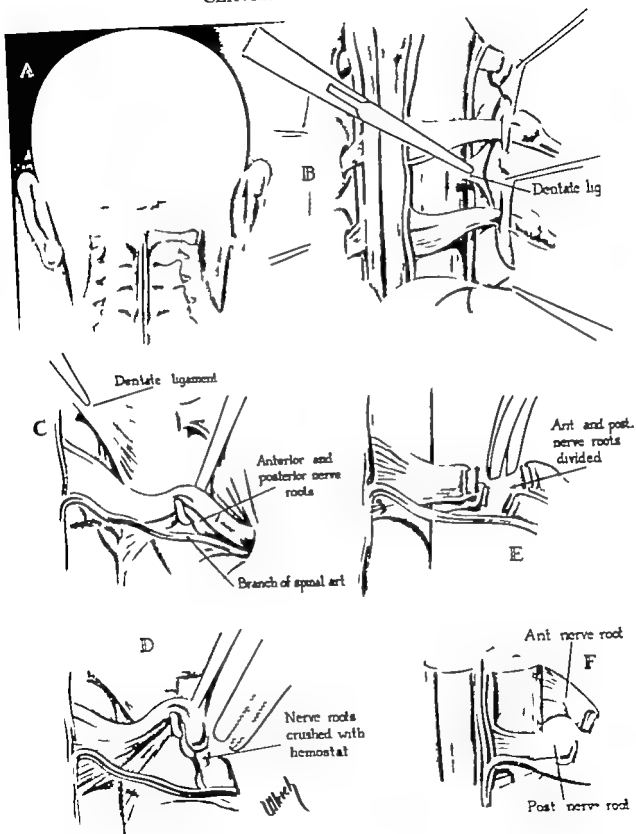 A
B
Dentate lig
C
Dentate ligament
Anterior and
posterior nerve
roots
Branch of spinal art
Ant and post.
nerve roots
divided
E
D
Nerve roots
crushed with
hemostat
Ant nerve root
F
Post nerve root